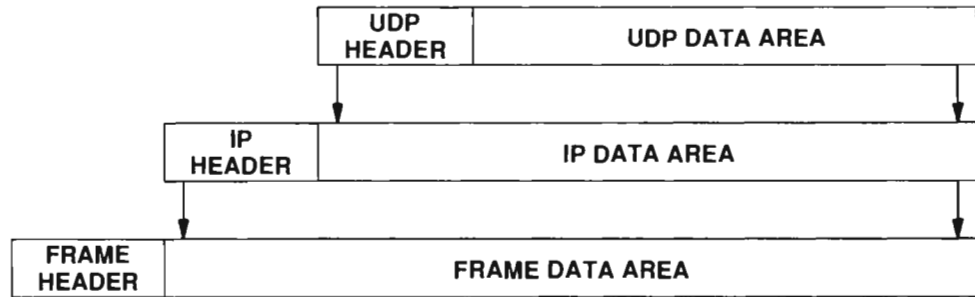 UDP
HEADER
UDP DATA AREA
IP
HEADER
IP DATA AREA
FRAME
HEADER
FRAME DATA AREA